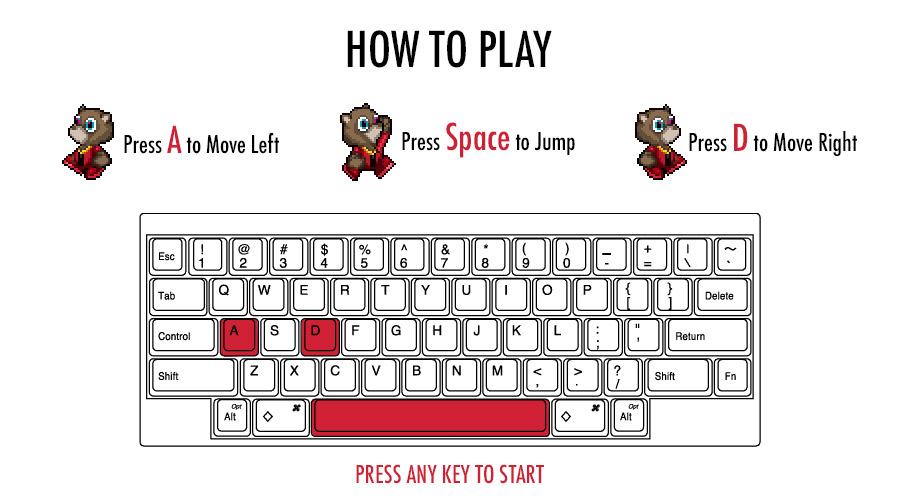 HOW TO PLAY
Press A to Move Left
Press Space to Jump
Press D to Move Right
Esc ! 1 @ 2 # 3 $ 4 % 5 ^ 6 & 7 * 8 ( 9 ) 0 _ - + = | \ ~ `
Tab Q W E R T Y U I O P { [ } ] Delete
Control A S D F G H J K L : ; " ' Return
Shift Z X C V B N M < , > . ? / Shift Fn
Opt Alt ◇ ⌘ ◇ ⌘ Opt Alt
PRESS ANY KEY TO START